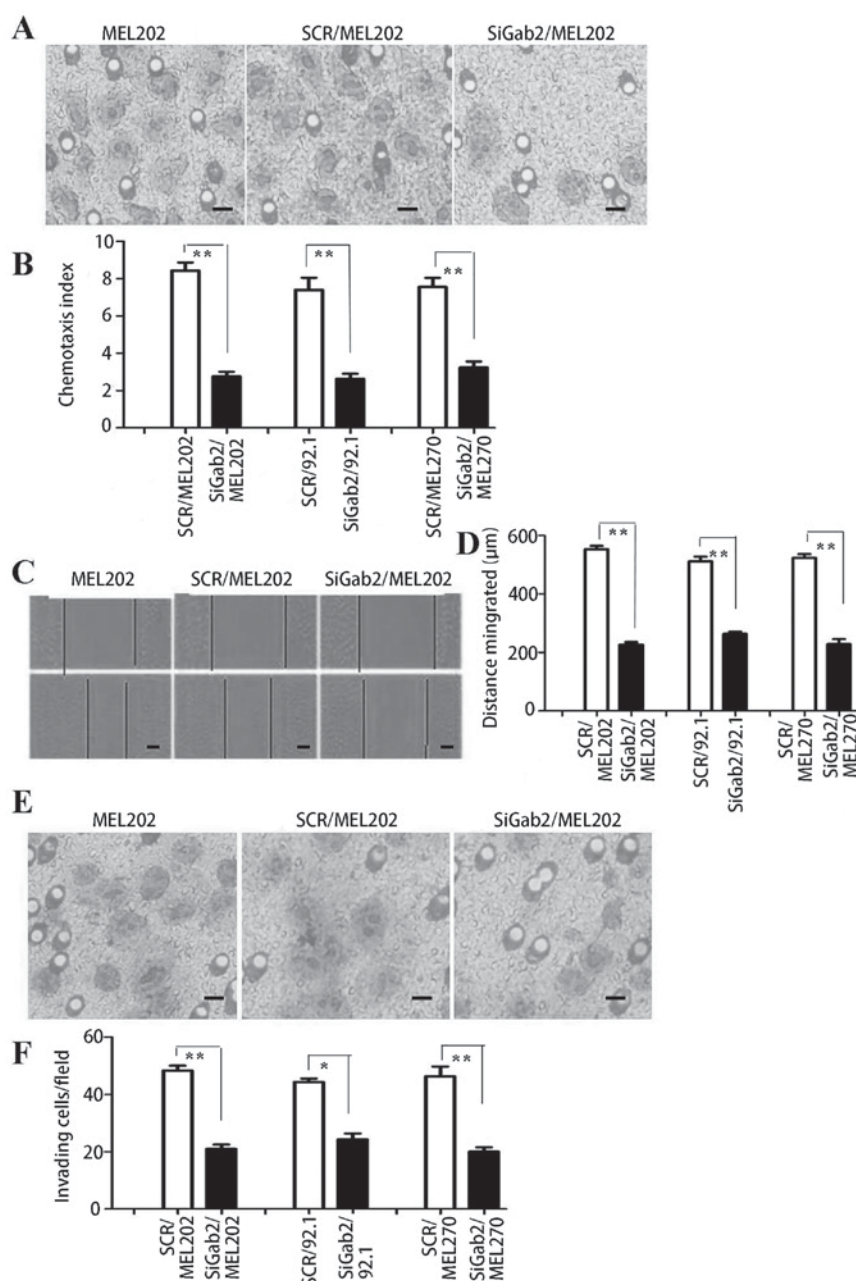 A
MEL202 SCR/MEL202 SiGab2/MEL202
B
Chemotaxis index
10
8
6
4
2
0
** ** **
SCR/MEL202
SiGab2/
MEL202
SCR/92.1
SiGab2/92.1
SCR/MEL270
SiGab2/
MEL270
C
MEL202 SCR/MEL202 SiGab2/MEL202
D
Distance mingrated (μm)
600
400
200
0
** ** **
SCR/
MEL202
SiGab2/
MEL202
SCR/92.1
SiGab2/92.1
SCR/
MEL270
SiGab2/
MEL270
E
MEL202 SCR/MEL202 SiGab2/MEL202
F
Invading cells/field
60
40
20
0
** * **
SCR/
MEL202
SiGab2/
MEL202
SCR/92.1
SiGab2/
92.1
SCR/
MEL270
SiGab2/
MEL270